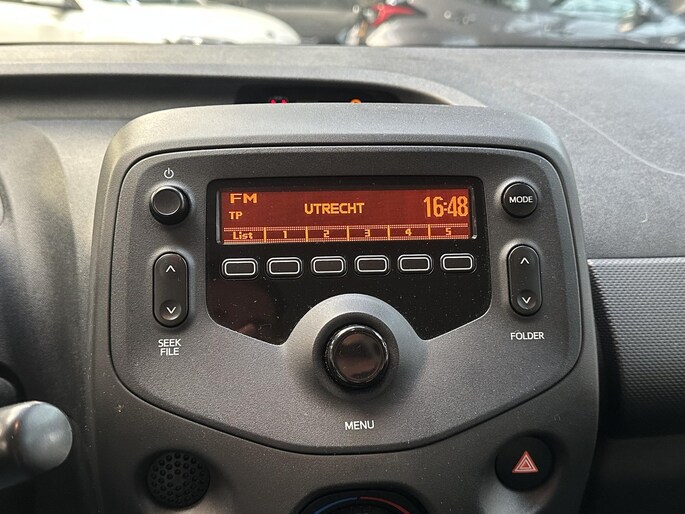 FM
TP
UTRECHT
16:48
List 1 2 3 4 5
MODE
SEEK
FILE
FOLDER
MENU